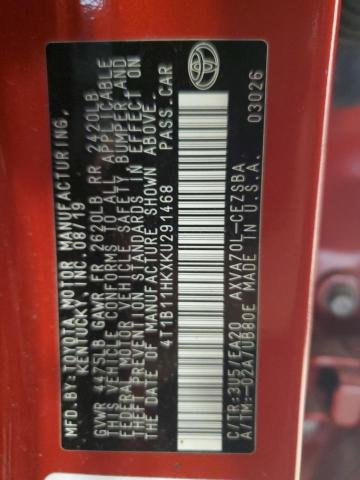 MFD.BY:TOYOTA MOTOR MANUFACTURING,
KENTUCKY, INC. 08/19
GVWR 4475LB GAWR FR 2620LB RR 2420LB
THIS VEHICLE CONFORMS TO ALL APPLICABLE
FEDERAL MOTOR VEHICLE SAFETY BUMPER,AND
THEFT PREVENTION STANDARDS IN EFFECT ON
THE DATE OF MANUFACTURE SHOWN ABOVE.
4T1B11HKXKU291468 PASS.CAR
C/TR:3U5/EA20 AXVA70L-CEZSBA
A/TM:-02A/UB80E MADE IN U.S.A. 03026